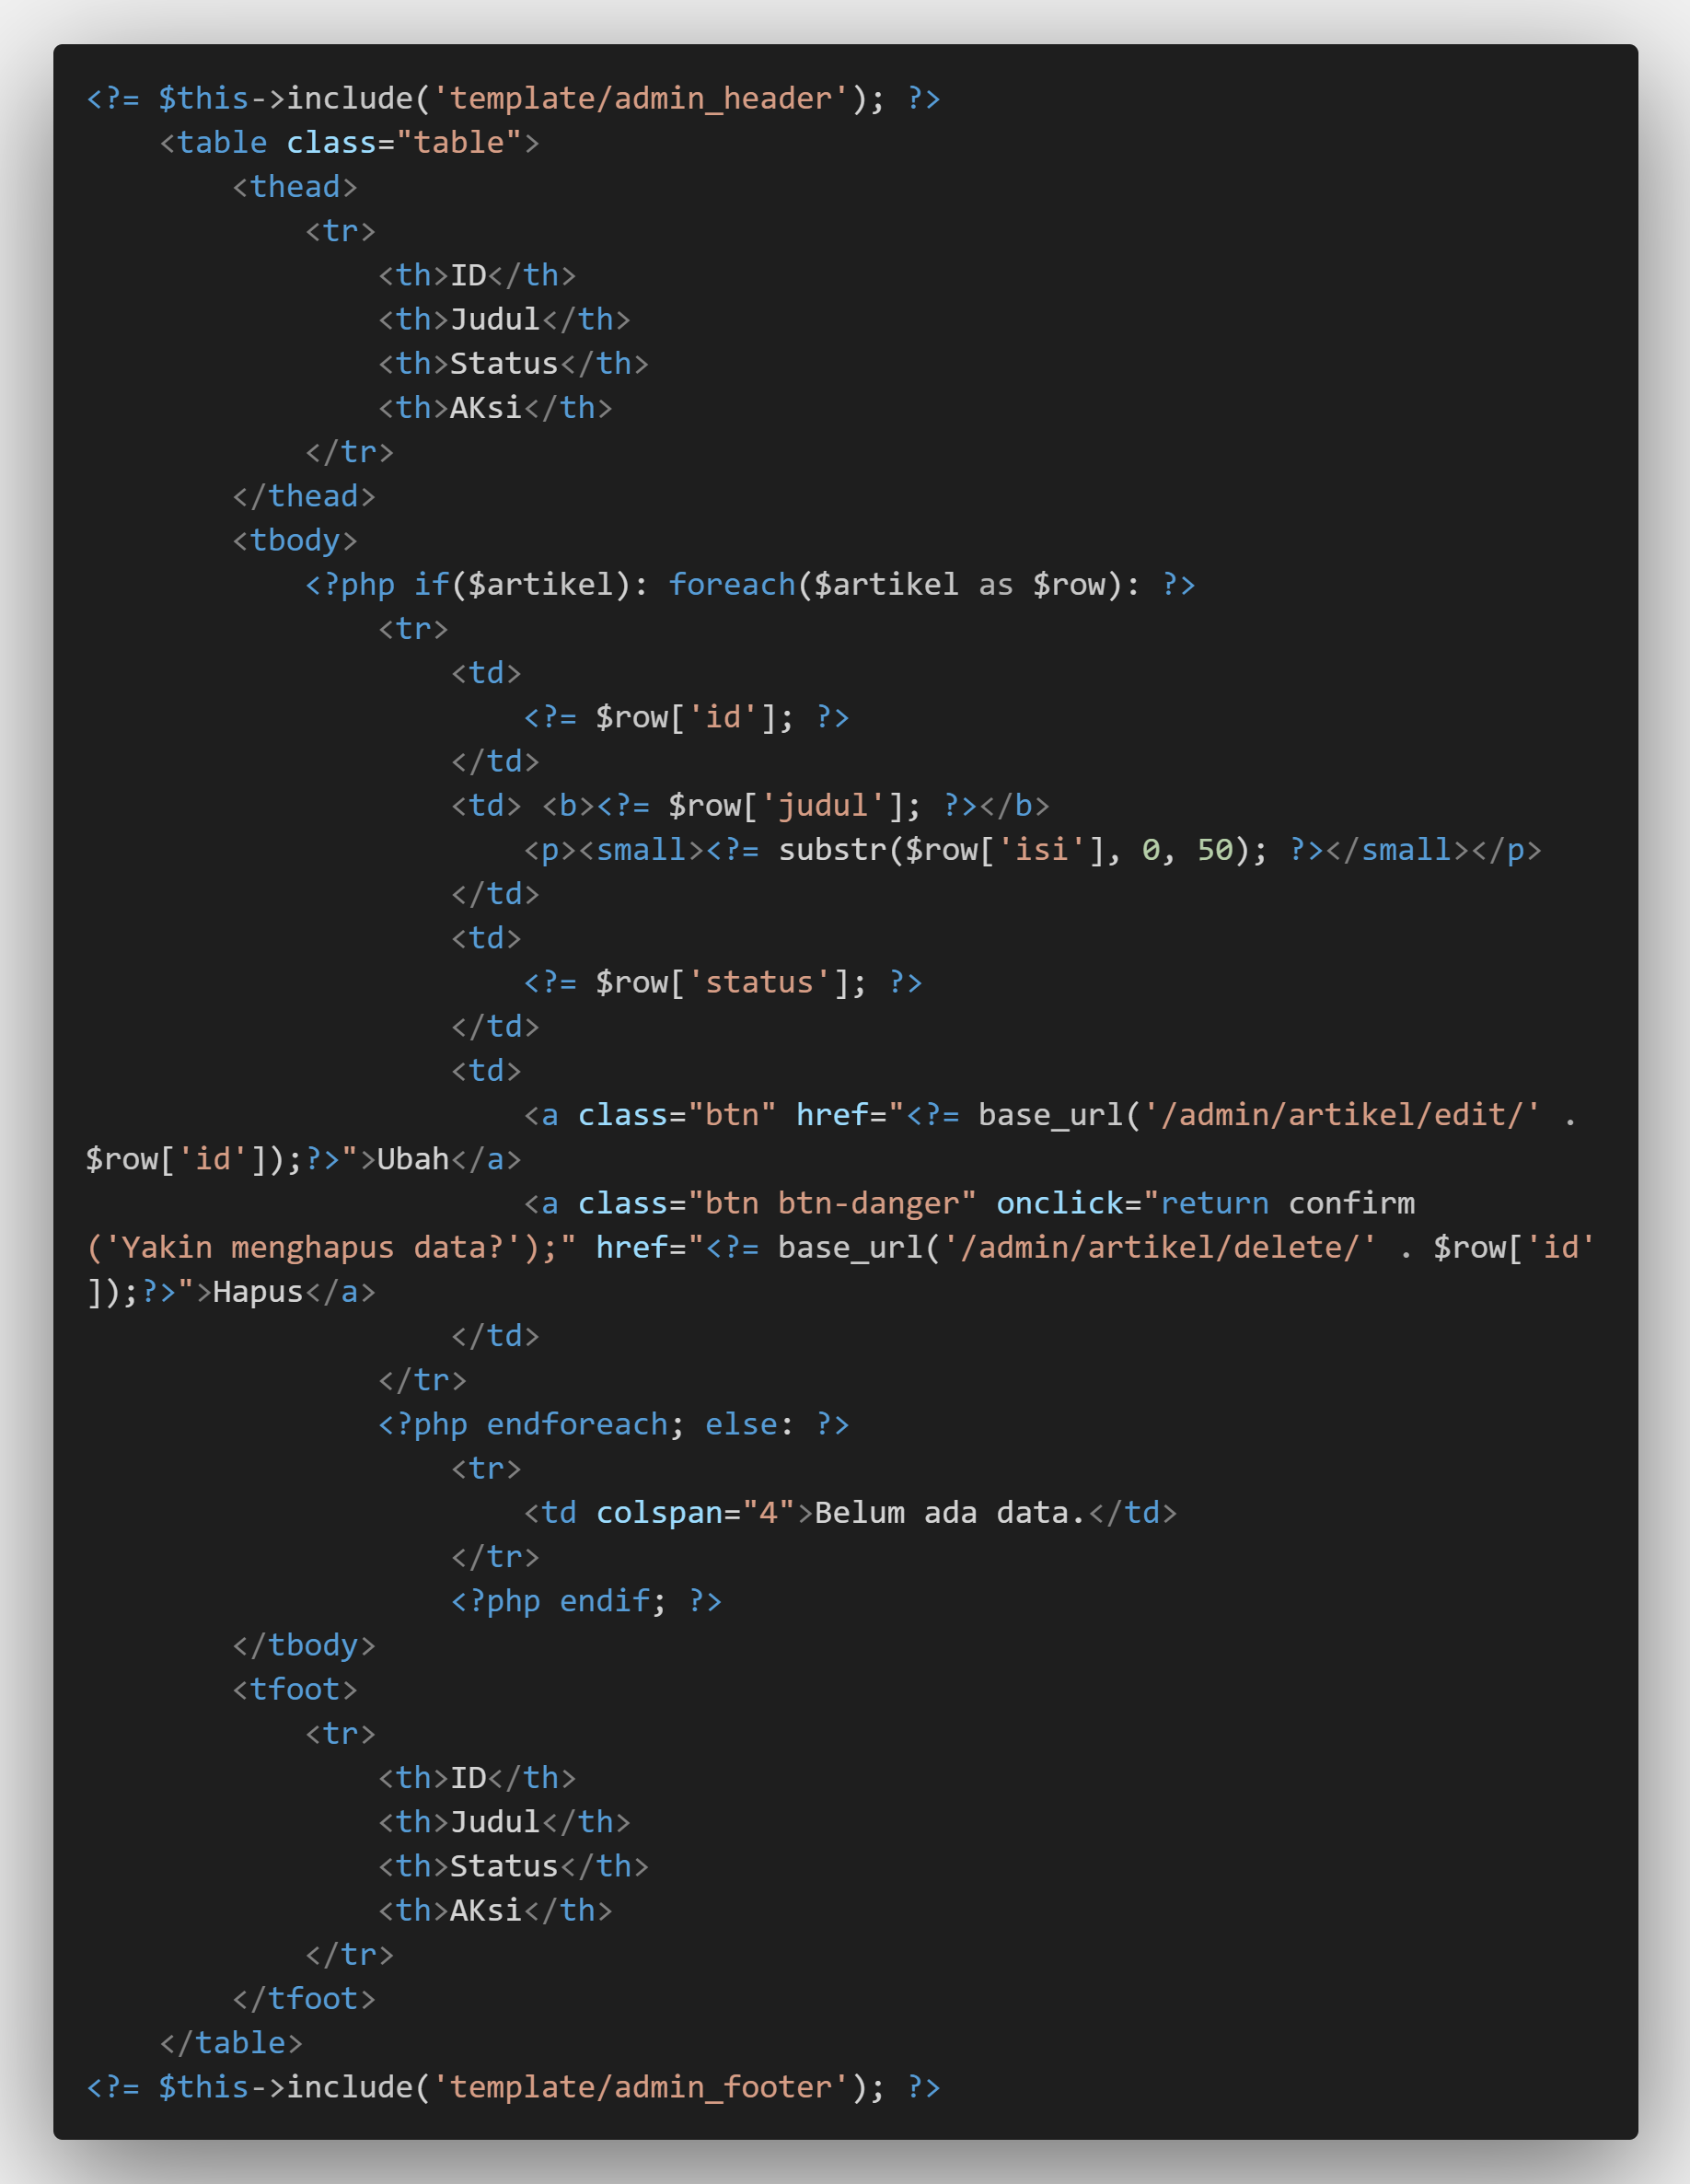 <?= $this->include('template/admin_header'); ?>
    <table class="table">
        <thead>
            <tr>
                <th>ID</th>
                <th>Judul</th>
                <th>Status</th>
                <th>AKsi</th>
            </tr>
        </thead>
        <tbody>
            <?php if($artikel): foreach($artikel as $row): ?>
                <tr>
                    <td>
                        <?= $row['id']; ?>
                    </td>
                    <td> <b><?= $row['judul']; ?></b>
                        <p><small><?= substr($row['isi'], 0, 50); ?></small></p>
                    </td>
                    <td>
                        <?= $row['status']; ?>
                    </td>
                    <td>
                        <a class="btn" href="<?= base_url('/admin/artikel/edit/' .
$row['id']);?>">Ubah</a>
                        <a class="btn btn-danger" onclick="return confirm
('Yakin menghapus data?');" href="<?= base_url('/admin/artikel/delete/' . $row['id'
]);?>">Hapus</a>
                    </td>
                </tr>
                <?php endforeach; else: ?>
                    <tr>
                        <td colspan="4">Belum ada data.</td>
                    </tr>
                    <?php endif; ?>
        </tbody>
        <tfoot>
            <tr>
                <th>ID</th>
                <th>Judul</th>
                <th>Status</th>
                <th>AKsi</th>
            </tr>
        </tfoot>
    </table>
<?= $this->include('template/admin_footer'); ?>